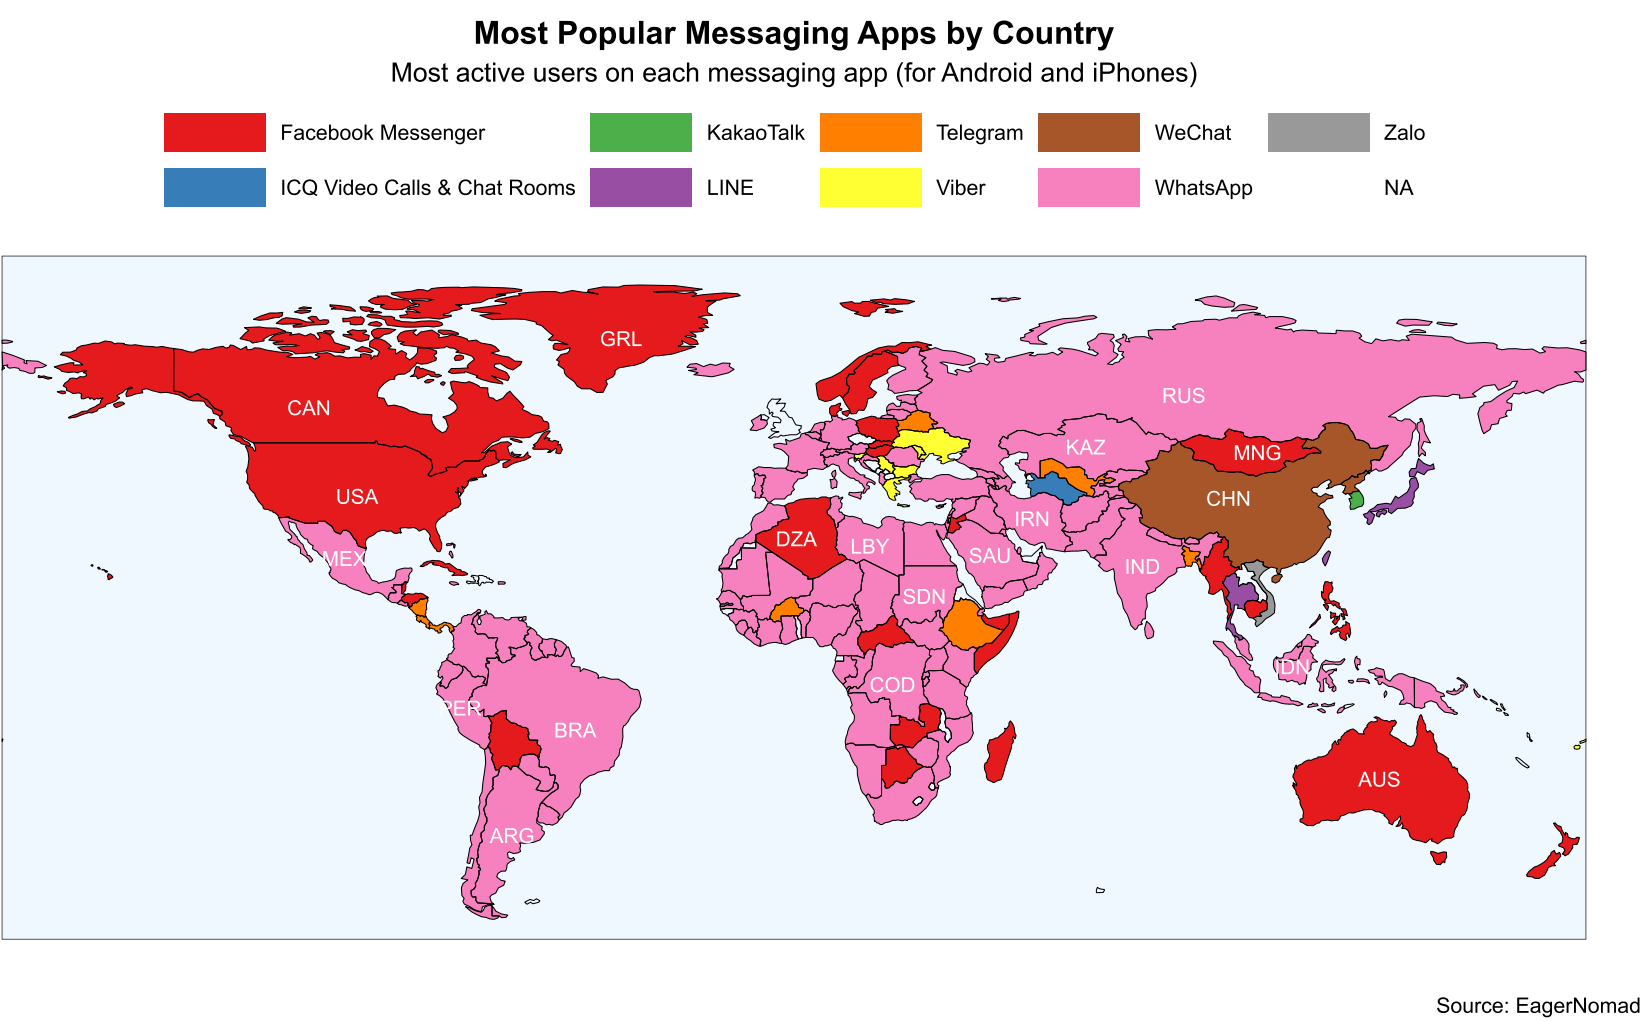 Most Popular Messaging Apps by Country
Most active users on each messaging app (for Android and iPhones)
Facebook Messenger
KakaoTalk
Telegram
WeChat
Zalo
ICQ Video Calls & Chat Rooms
LINE
Viber
WhatsApp
NA
GRL
CAN
RUS
KAZ
MNG
USA
CHN
IRN
DZA
LBY
MEX
SAU
IND
SDN
IDN
COD
PER
BRA
AUS
ARG
Source: EagerNomad